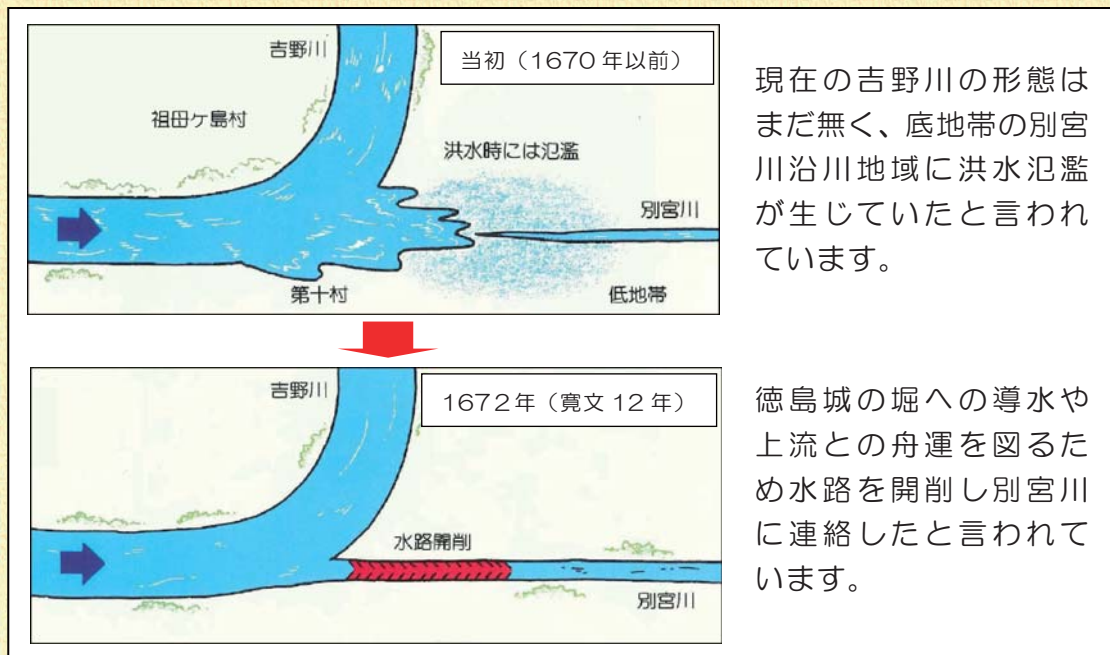 吉野川
当初（1670年以前）
祖母ヶ島村
洪水時には氾濫
別宮川
第十村
低地帯
現在の吉野川の形態は
まだ無く、底地帯の別宮
川沿川地域に洪水氾濫
が生じていたと言われ
ています。
吉野川
1672年（寛文12年）
水路開削
別宮川
徳島城の堀への導水や
上流との舟運を図るた
め水路を開削し別宮川
に連絡したと言われて
います。